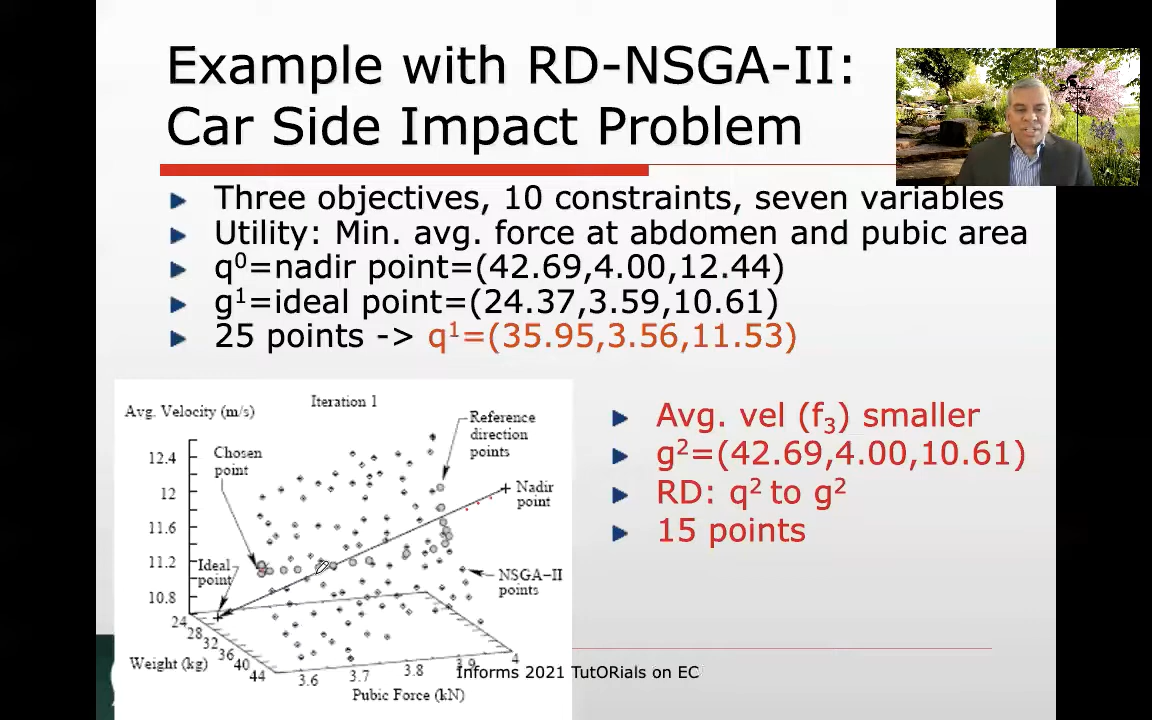 Example with RD-NSGA-II:
Car Side Impact Problem
Three objectives, 10 constraints, seven variables
Utility: Min. avg. force at abdomen and pubic area
q⁰=nadir point=(42.69,4.00,12.44)
g¹=ideal point=(24.37,3.59,10.61)
25 points -> q¹=(35.95,3.56,11.53)
Avg. vel (f₃) smaller
g²=(42.69,4.00,10.61)
RD: q² to g²
15 points
Iteration 1
Avg. Velocity (m/s)
Reference
direction
points
Chosen
point
Nadir
point
Ideal
point
NSGA-II
points
12.4
12
11.6
11.2
10.8
24
28
32
36
40
44
Weight (kg)
3.6
3.7
3.8
3.9
4
Pubic Force (kN)
Informs 2021 TutORials on EC